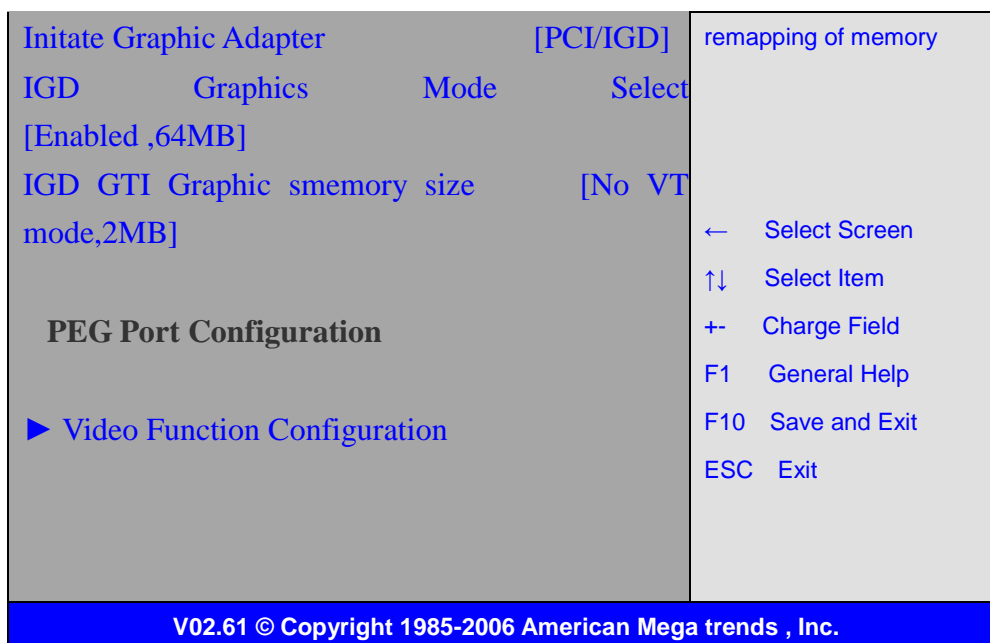 Initate Graphic Adapter [PCI/IGD]
IGD Graphics Mode Select
[Enabled ,64MB]
IGD GTI Graphic smemory size [No VT
mode,2MB]
PEG Port Configuration
► Video Function Configuration
remapping of memory
← Select Screen
↑↓ Select Item
+- Charge Field
F1 General Help
F10 Save and Exit
ESC Exit
V02.61 © Copyright 1985-2006 American Mega trends , Inc.